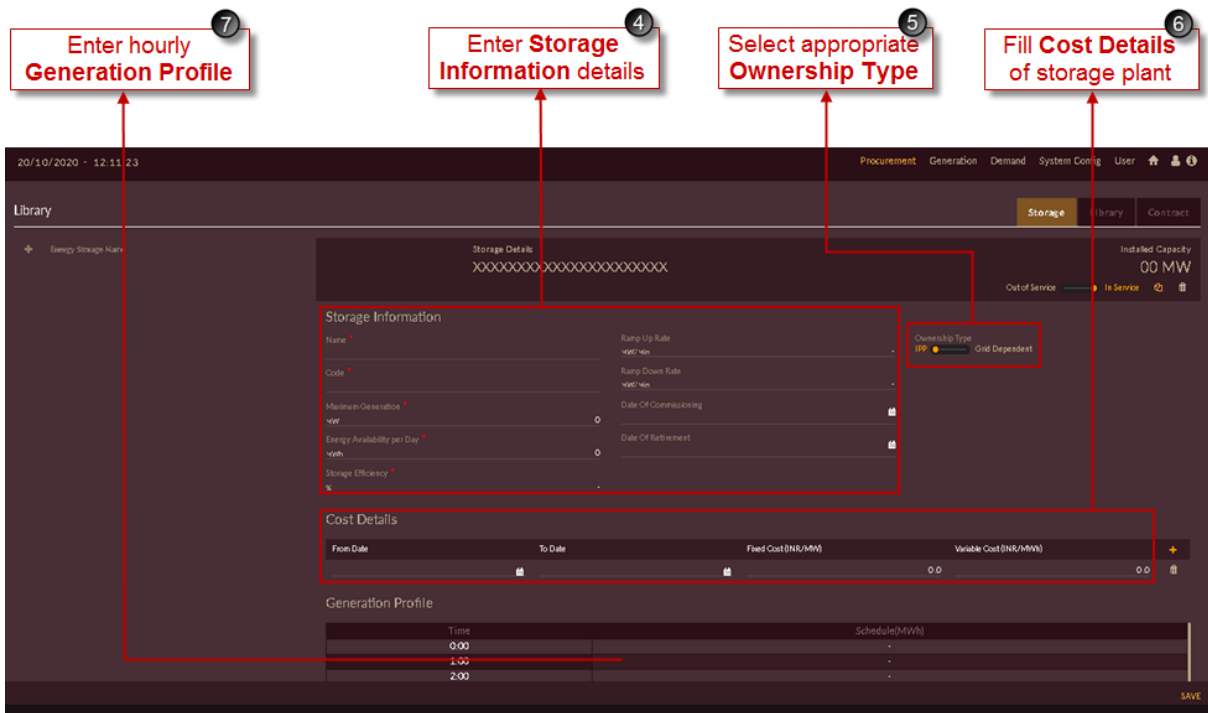 7
Enter hourly
Generation Profile
4
Enter Storage
Information details
5
Select appropriate
Ownership Type
6
Fill Cost Details
of storage plant
20/10/2020 - 12:11:23
Procurement Generation Demand System Config User
Library
Storage Library Contract
Energy Storage Name
Storage Details
XXXXXXXXXXXXXXXXXXXXXXX
Installed Capacity
00 MW
Out of Service In Service
Storage Information
Name *
Ramp Up Rate
MW/Min -
Ownership Type
IPP Grid Dependent
Code *
Ramp Down Rate
MW/Min -
Maximum Generation *
MW 0
Date Of Commissioning
Energy Availability per Day *
MWh 0
Date Of Retirement
Storage Efficiency *
% -
Cost Details
From Date To Date Fixed Cost(INR/MW) Variable Cost(INR/MWh) +
0.0 0.0
Generation Profile
Time Schedule(MWh)
0:00 -
1:00 -
2:00 -
SAVE